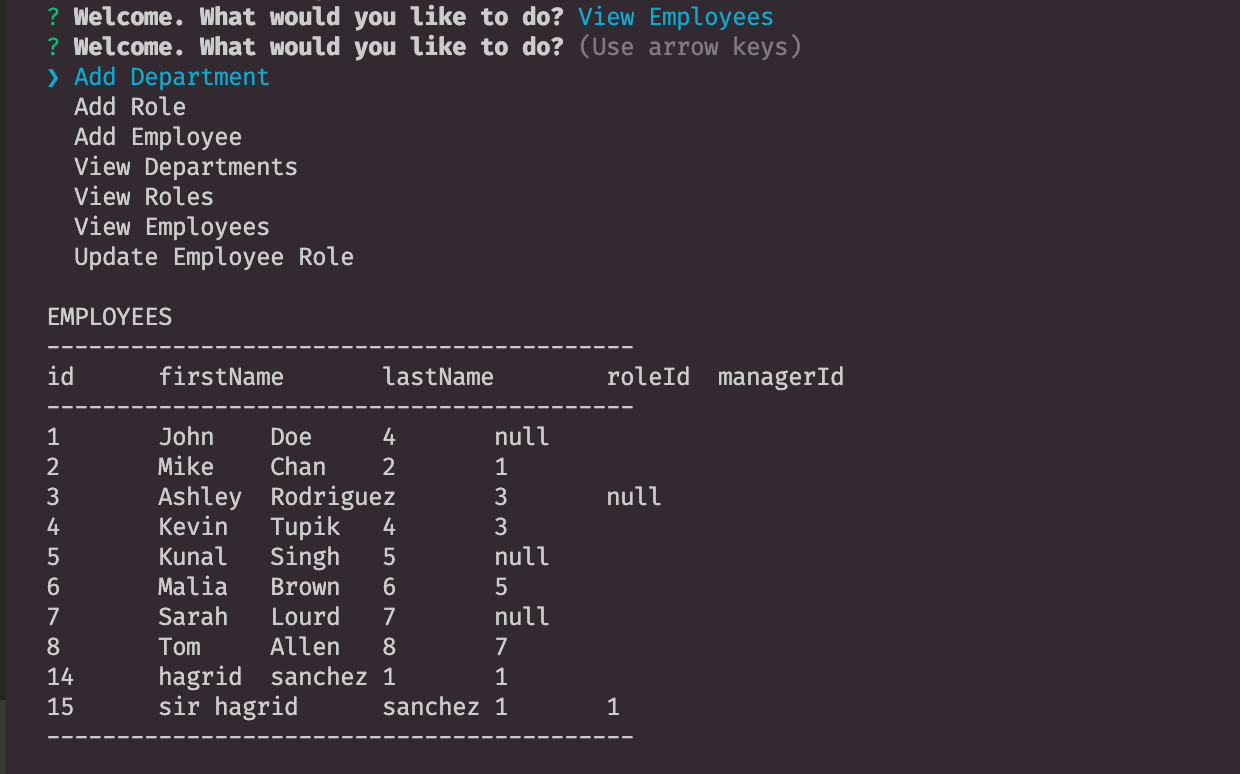 ? Welcome. What would you like to do? View Employees
? Welcome. What would you like to do? (Use arrow keys)
❯ Add Department
  Add Role
  Add Employee
  View Departments
  View Roles
  View Employees
  Update Employee Role

EMPLOYEES
------------------------------------------
id      firstName       lastName        roleId  managerId
------------------------------------------
1       John    Doe     4       null
2       Mike    Chan    2       1
3       Ashley  Rodriguez       3       null
4       Kevin   Tupik   4       3
5       Kunal   Singh   5       null
6       Malia   Brown   6       5
7       Sarah   Lourd   7       null
8       Tom     Allen   8       7
14      hagrid  sanchez 1       1
15      sir hagrid      sanchez 1       1
------------------------------------------